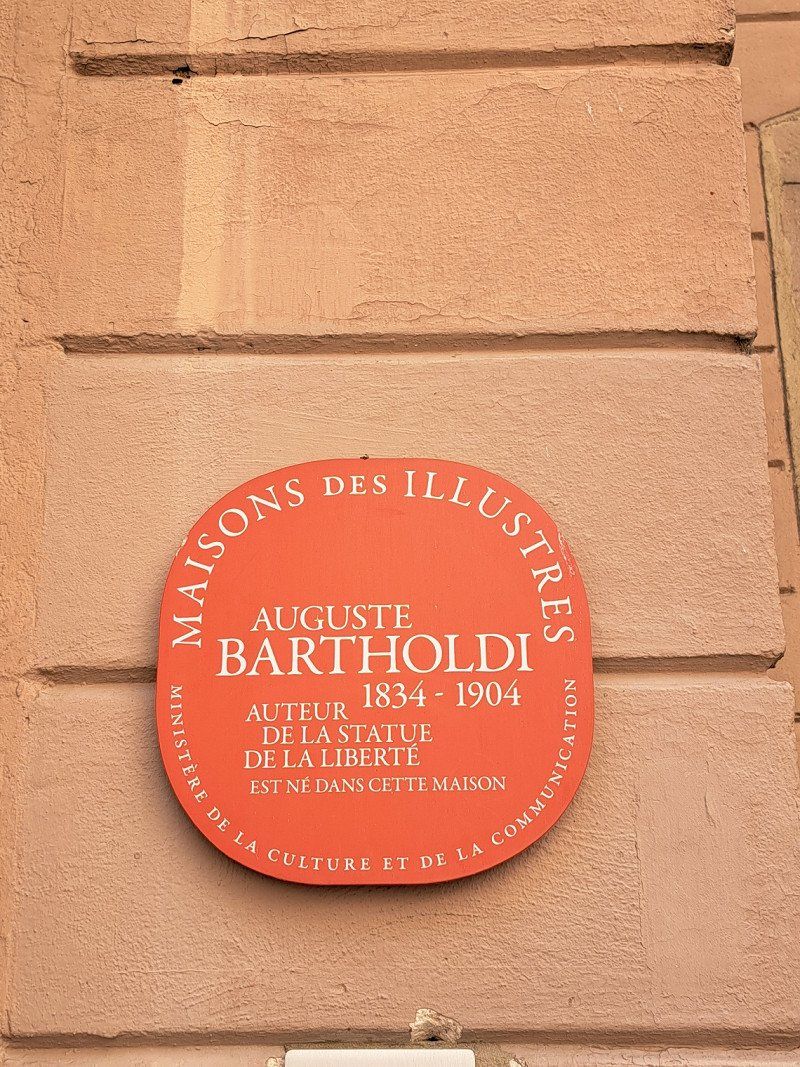 MAISONS DES ILLUSTRES
AUGUSTE
BARTHOLDI
1834 - 1904
AUTEUR
DE LA STATUE
DE LA LIBERTÉ
EST NÉ DANS CETTE MAISON
MINISTÈRE DE LA CULTURE ET DE LA COMMUNICATION